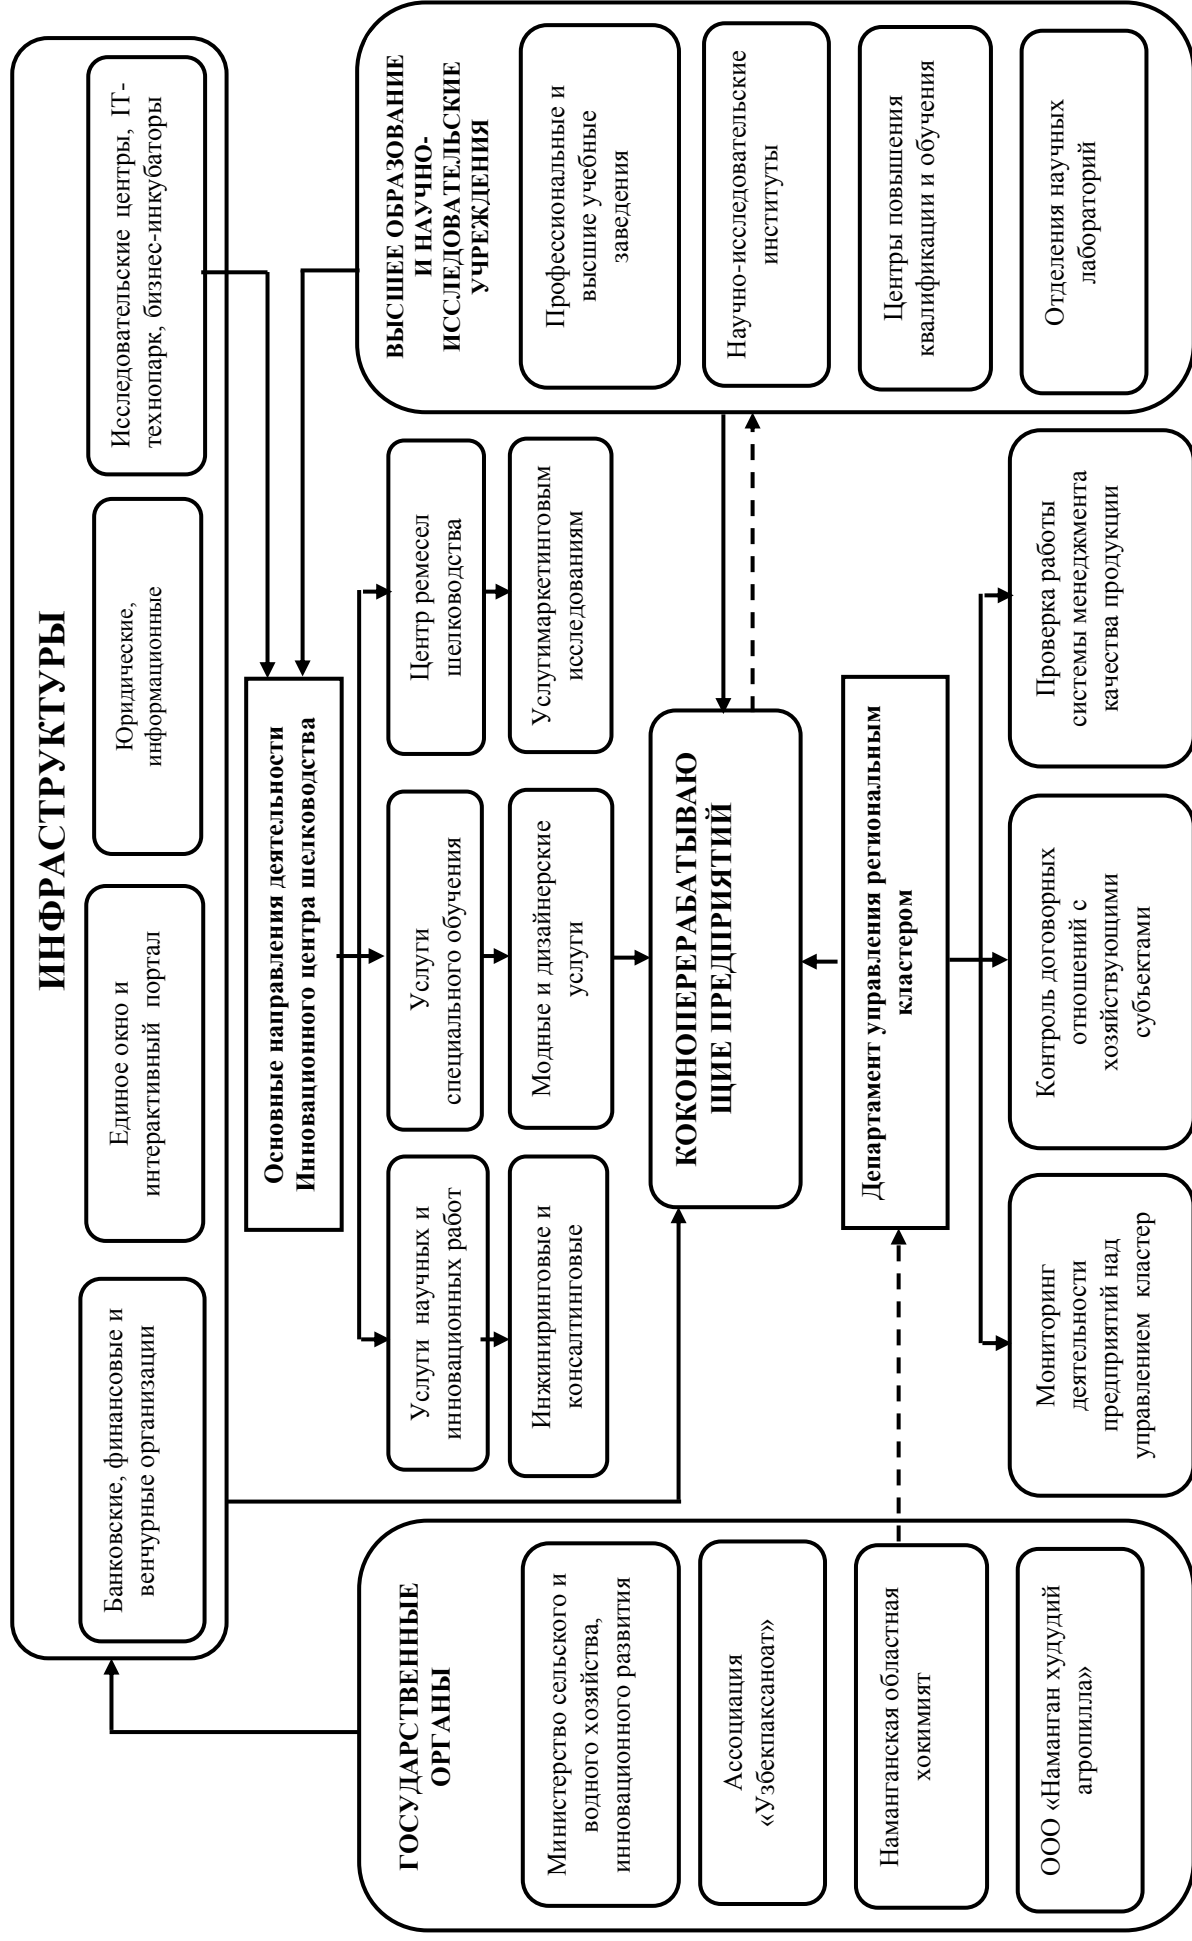 ИНФРАСТРУКТУРЫ
Банковские, финансовые и
венчурные организации
Единое окно и
интерактивный портал
Юридические,
информационные
Исследовательские центры, IT-
технопарк, бизнес-инкубаторы
Основные направления деятельности
Инновационного центра шелководства
ГОСУДАРСТВЕННЫЕ
ОРГАНЫ
Министерство сельского и
водного хозяйства,
инновационного развития
Ассоциация
«Узбекпаксаноат»
Наманганская областная
хокимият
ООО «Наманган худудий
агропилла»
Услуги научных и
инновационных работ
Инжиниринговые и
консалтинговые
Услуги
специального обучения
Модные и дизайнерские
услуги
Центр ремесел
шелководства
Услугимаркетинговым
исследованиям
КОКОНОПЕРЕРАБАТЫВАЮ
ЩИЕ ПРЕДПРИЯТИЙ
Департамент управления региональным
кластером
Мониторинг
деятельности
предприятий над
управлением кластер
Контроль договорных
отношений с
хозяйствующими
субъектами
Проверка работы
системы менеджмента
качества продукции
ВЫСШЕЕ ОБРАЗОВАНИЕ
И НАУЧНО-
ИССЛЕДОВАТЕЛЬСКИЕ
УЧРЕЖДЕНИЯ
Профессиональные и
высшие учебные
заведения
Научно-исследовательские
институты
Центры повышения
квалификации и обучения
Отделения научных
лабораторий